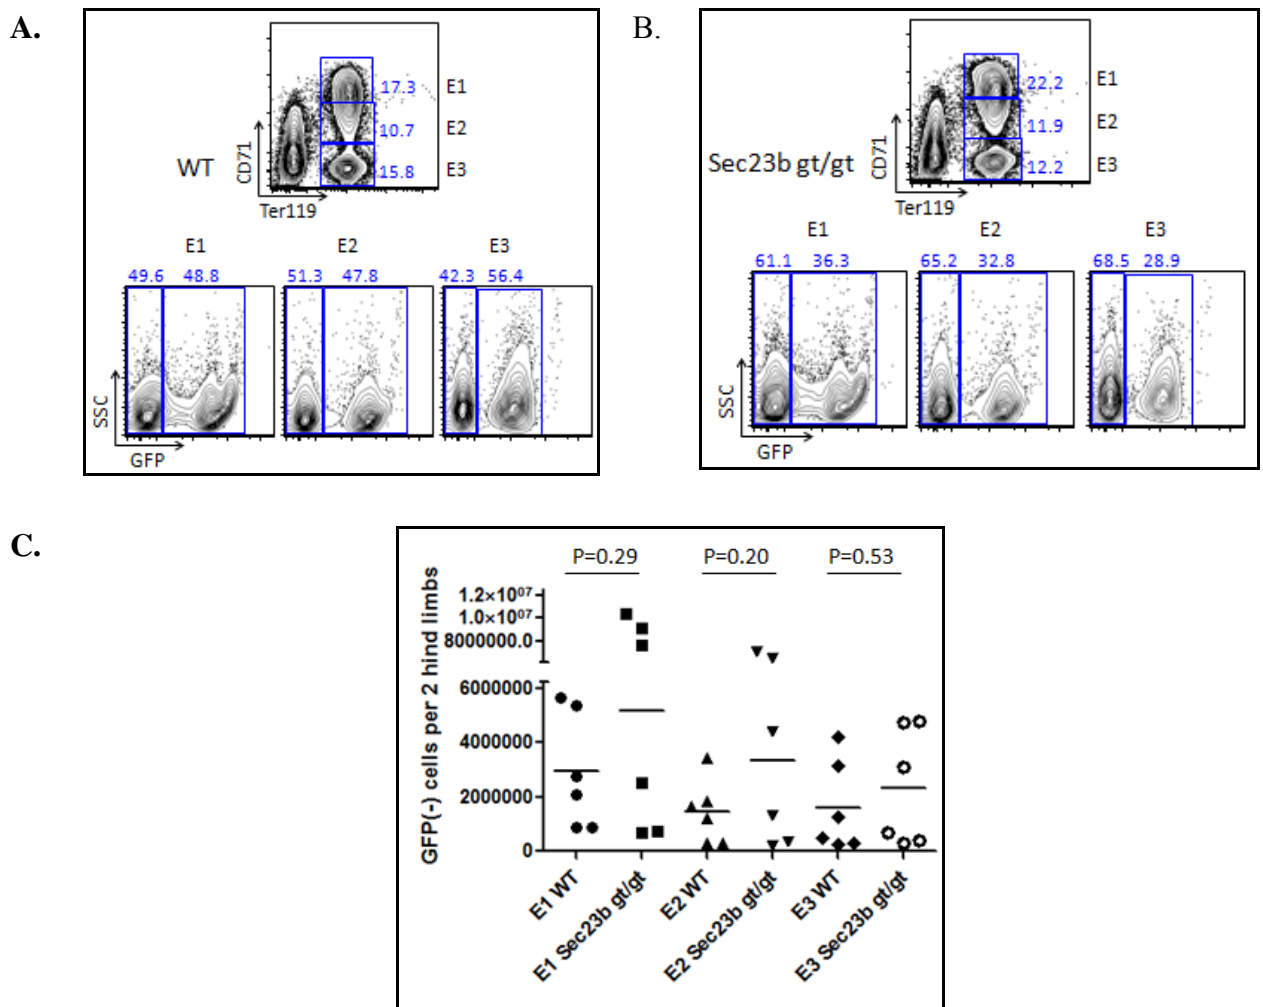 A.
WT
CD71
Ter119
17.3 E1
10.7 E2
15.8 E3
E1 E2 E3
49.6 48.8 51.3 47.8 42.3 56.4
SSC
GFP
B.
Sec23b gt/gt
CD71
Ter119
22.2 E1
11.9 E2
12.2 E3
E1 E2 E3
61.1 36.3 65.2 32.8 68.5 28.9
SSC
GFP
C.
P=0.29 P=0.20 P=0.53
GFP(-) cells per 2 hind limbs
1.2×10⁰⁷
1.0×10⁰⁷
8000000.0
6000000
4000000
2000000
0
E1 WT
E1 Sec23b gt/gt
E2 WT
E2 Sec23b gt/gt
E3 WT
E3 Sec23b gt/gt